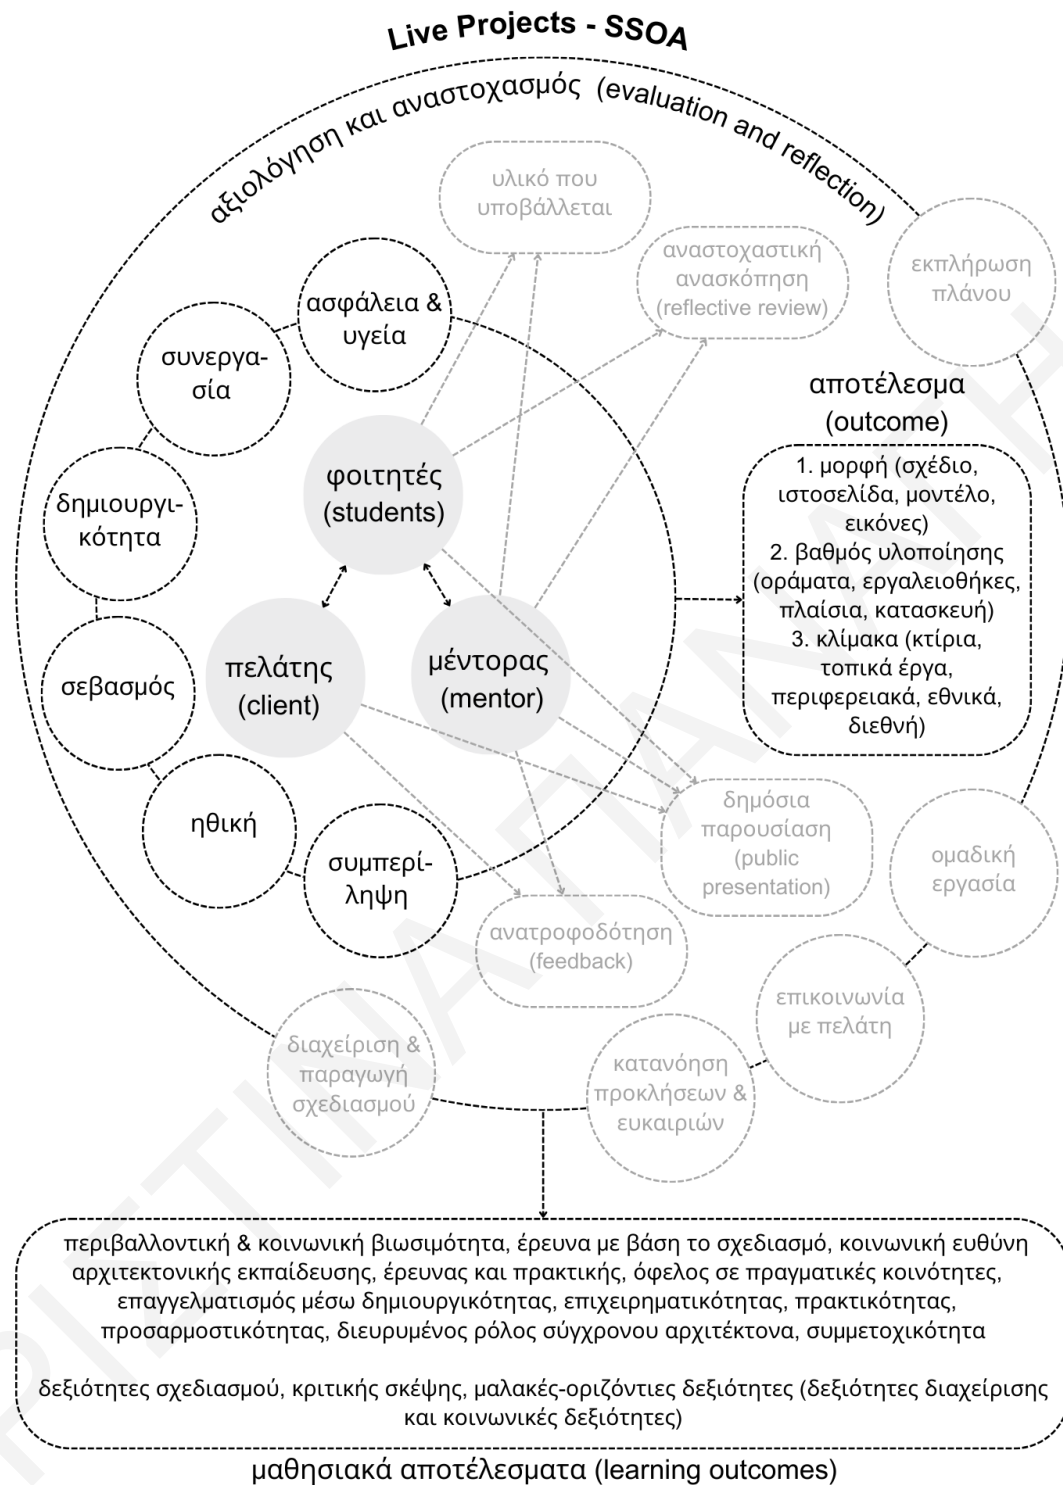 Live Projects - SSOA
αξιολόγηση και αναστοχασμός (evaluation and reflection)
υλικό που
υποβάλλεται
αναστοχαστική
ανασκόπηση
(reflective review)
εκπλήρωση
πλάνου
ασφάλεια &
υγεία
συνεργα-
σία
δημιουργι-
κότητα
σεβασμός
ηθική
συμπερί-
ληψη
φοιτητές
(students)
πελάτης
(client)
μέντορας
(mentor)
αποτέλεσμα
(outcome)
1. μορφή (σχέδιο,
ιστοσελίδα, μοντέλο,
εικόνες)
2. βαθμός υλοποίησης
(οράματα, εργαλειοθήκες,
πλαίσια, κατασκευή)
3. κλίμακα (κτίρια,
τοπικά έργα,
περιφερειακά, εθνικά,
διεθνή)
δημόσια
παρουσίαση
(public
presentation)
ανατροφοδότηση
(feedback)
ομαδική
εργασία
επικοινωνία
με πελάτη
κατανόηση
προκλήσεων &
ευκαιριών
διαχείριση &
παραγωγή
σχεδιασμού
περιβαλλοντική & κοινωνική βιωσιμότητα, έρευνα με βάση το σχεδιασμό, κοινωνική ευθύνη
αρχιτεκτονικής εκπαίδευσης, έρευνας και πρακτικής, όφελος σε πραγματικές κοινότητες,
επαγγελματισμός μέσω δημιουργικότητας, επιχειρηματικότητας, πρακτικότητας,
προσαρμοστικότητας, διευρυμένος ρόλος σύγχρονου αρχιτέκτονα, συμμετοχικότητα
δεξιότητες σχεδιασμού, κριτικής σκέψης, μαλακές-οριζόντιες δεξιότητες (δεξιότητες διαχείρισης
και κοινωνικές δεξιότητες)
μαθησιακά αποτέλεσματα (learning outcomes)